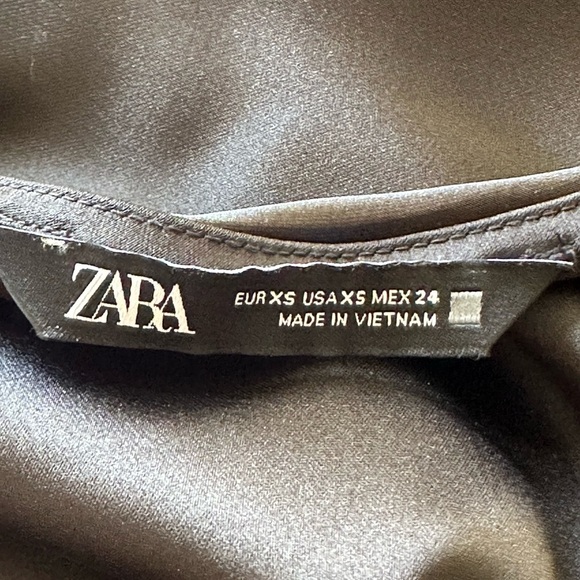 ZARA
EUR XS USA XS MEX 24
MADE IN VIETNAM